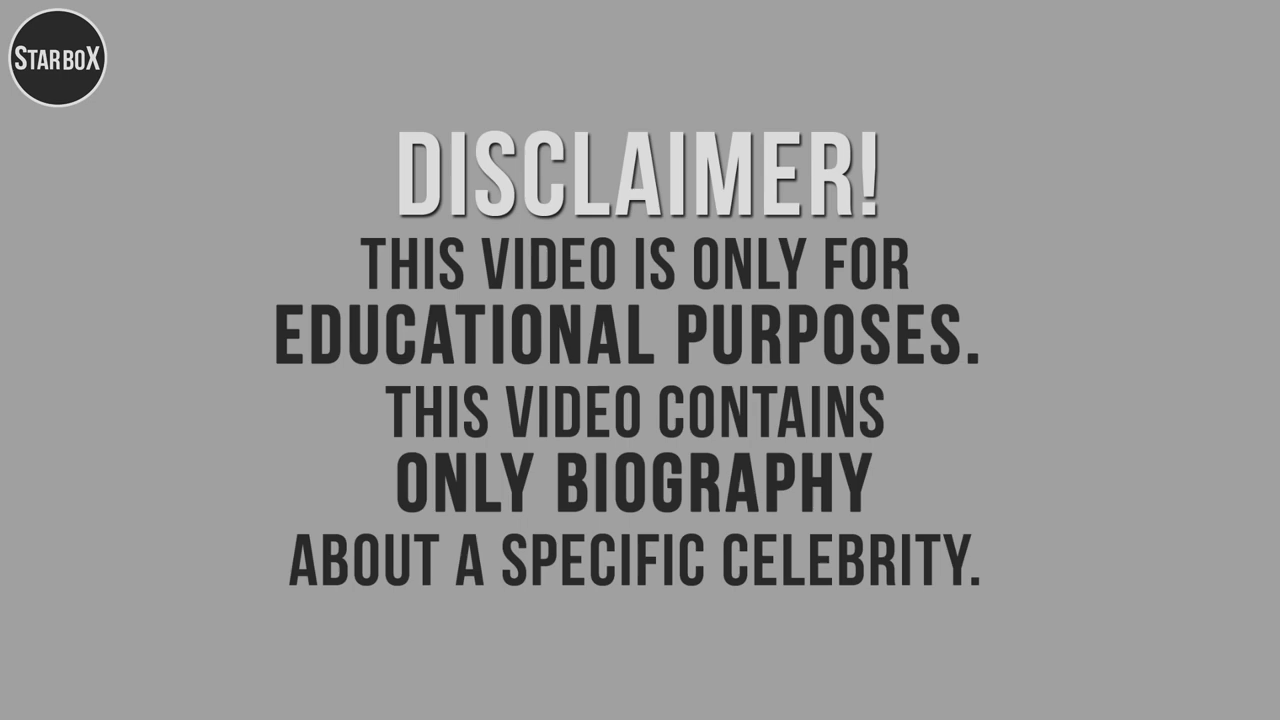 STARBOX
DISCLAIMER!
THIS VIDEO IS ONLY FOR
EDUCATIONAL PURPOSES.
THIS VIDEO CONTAINS
ONLY BIOGRAPHY
ABOUT A SPECIFIC CELEBRITY.